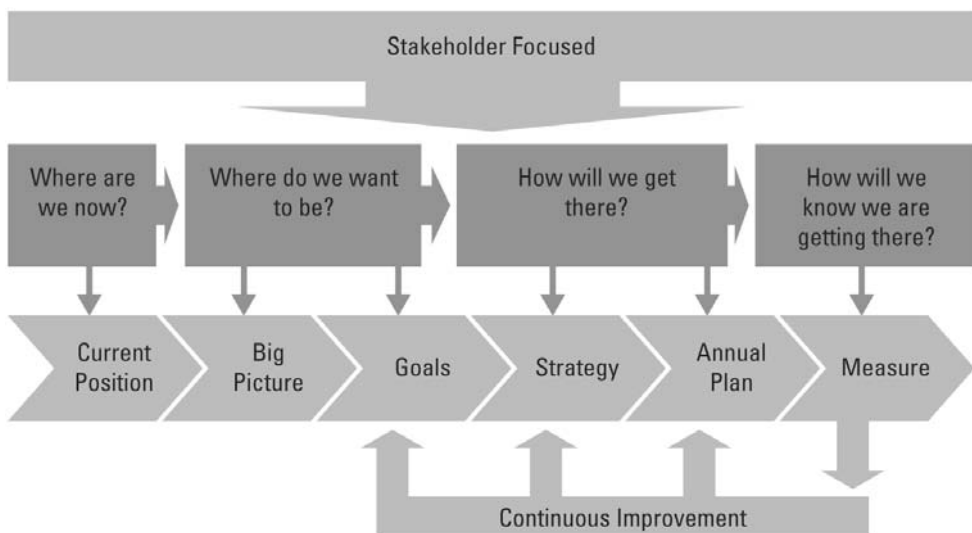 Stakeholder Focused
Where are
we now?
Where do we want
to be?
How will we get
there?
How will we
know we are
getting there?
Current
Position
Big
Picture
Goals
Strategy
Annual
Plan
Measure
Continuous Improvement